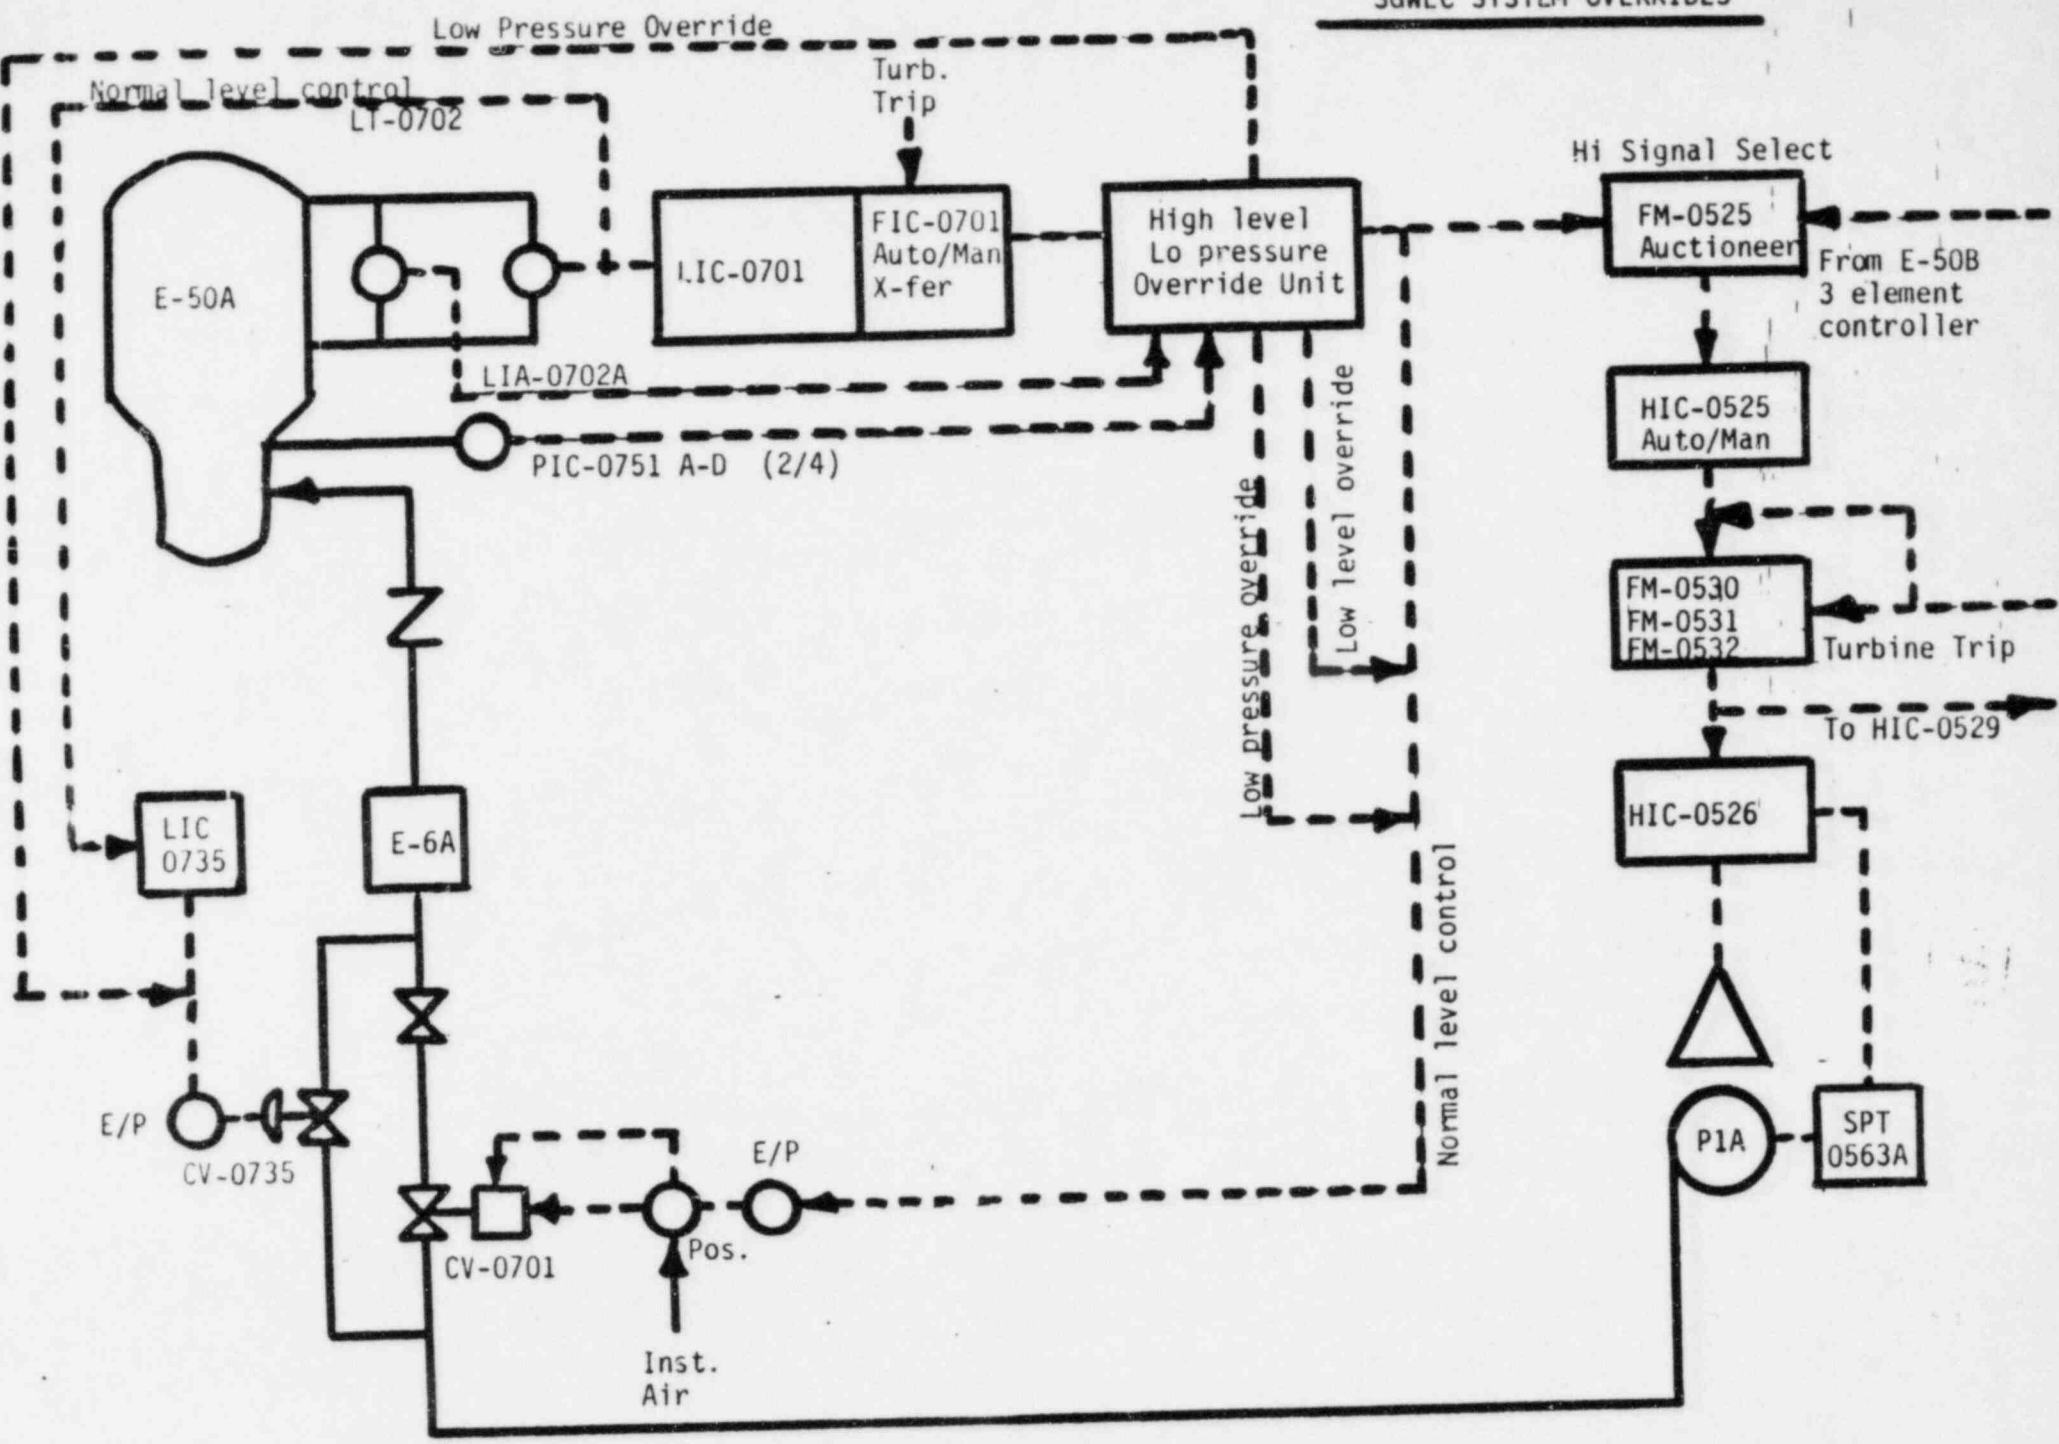 SGWLC SYSTEM OVERRIDES
Low Pressure Override
Normal level control
LT-0702
Turb.
Trip
Hi Signal Select
E-50A
LIC-0701
FIC-0701
Auto/Man
X-fer
High level
Lo pressure
Override Unit
FM-0525
Auctioneer
From E-50B
3 element
controller
LIA-0702A
PIC-0751 A-D (2/4)
Low pressure override
Low level override
HIC-0525
Auto/Man
FM-0530
FM-0531
FM-0532
Turbine Trip
To HIC-0529
LIC
0735
E-6A
HIC-0526
Normal level control
E/P
CV-0735
E/P
Pos.
CV-0701
Inst.
Air
P1A
SPT
0563A